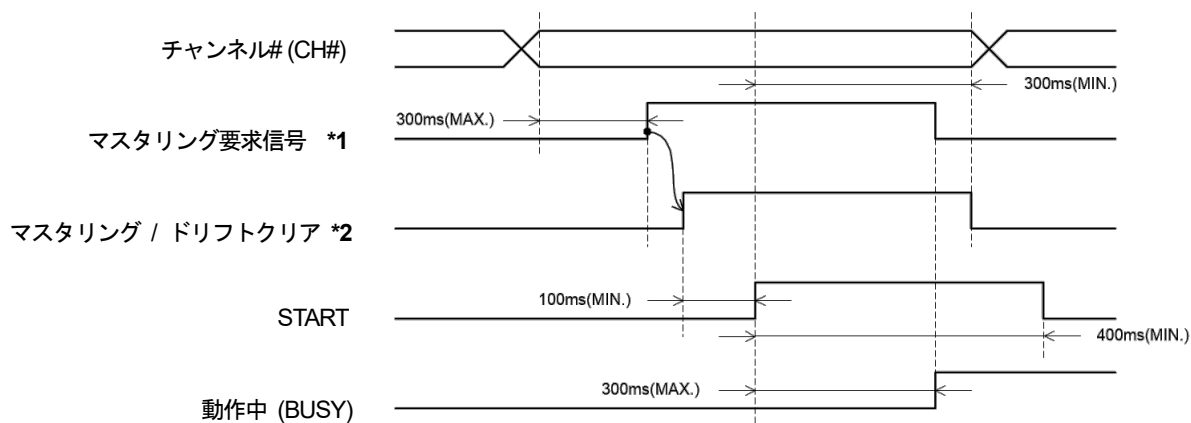 チャンネル# (CH#)
300ms(MIN.)
300ms(MAX.)
マスタリング要求信号 *1
マスタリング / ドリフトクリア *2
100ms(MIN.)
START
400ms(MIN.)
300ms(MAX.)
動作中 (BUSY)